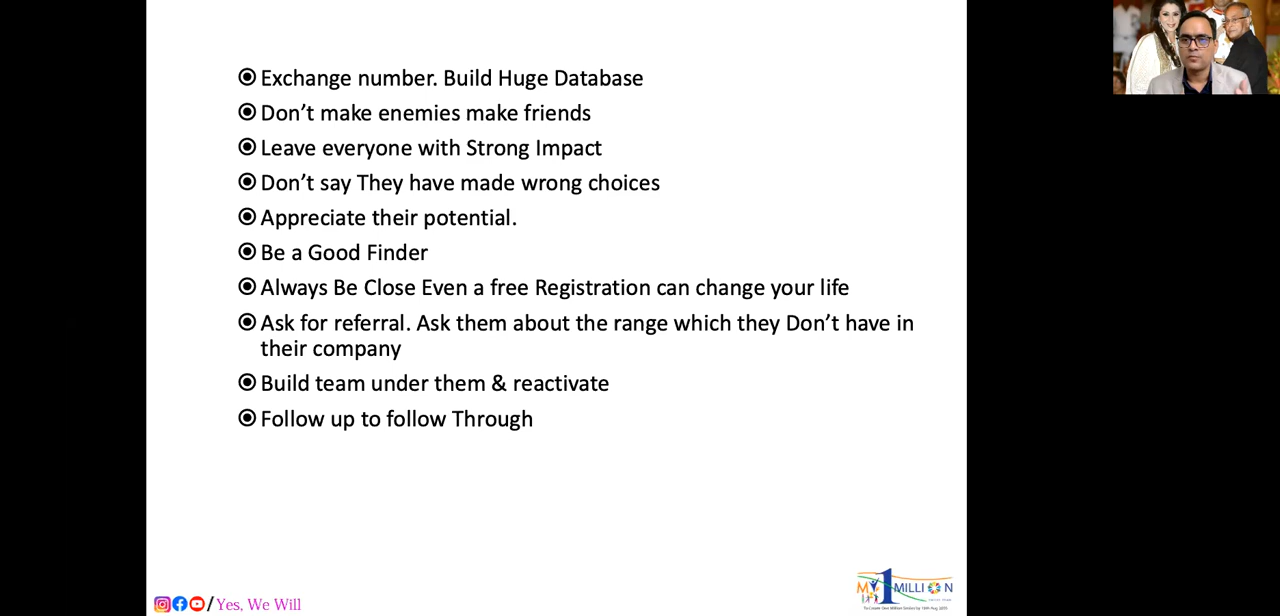 Exchange number. Build Huge Database
Don't make enemies make friends
Leave everyone with Strong Impact
Don't say They have made wrong choices
Appreciate their potential.
Be a Good Finder
Always Be Close Even a free Registration can change your life
Ask for referral. Ask them about the range which they Don't have in
their company
Build team under them & reactivate
Follow up to follow Through
/ Yes, We Will
MY 1 MILLION